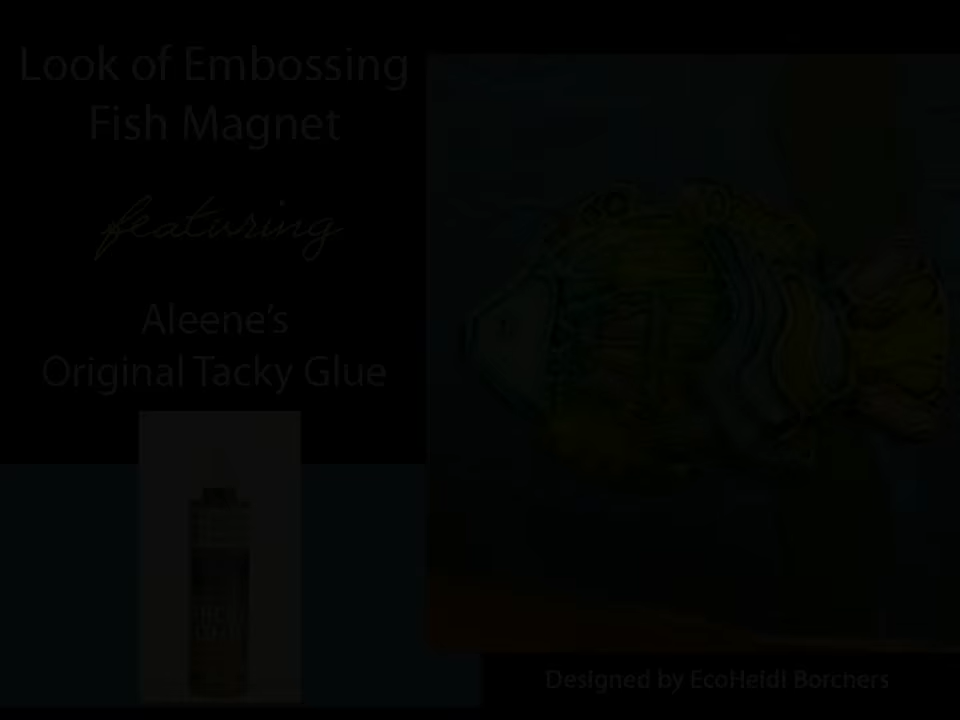 Look of Embossing
Fish Magnet
featuring
Aleene's
Original Tacky Glue
Designed by EcoHeidi Borchers